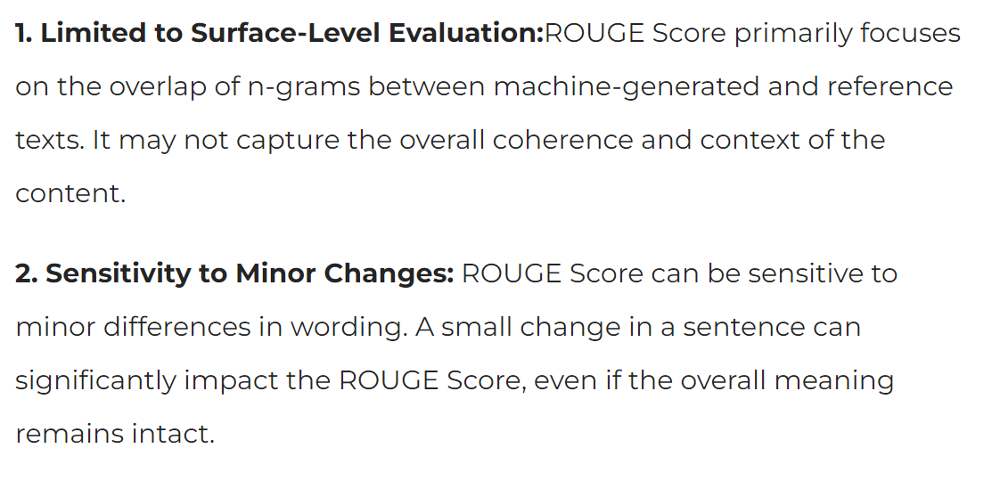 1. Limited to Surface-Level Evaluation:ROUGE Score primarily focuses
on the overlap of n-grams between machine-generated and reference
texts. It may not capture the overall coherence and context of the
content.
2. Sensitivity to Minor Changes: ROUGE Score can be sensitive to
minor differences in wording. A small change in a sentence can
significantly impact the ROUGE Score, even if the overall meaning
remains intact.